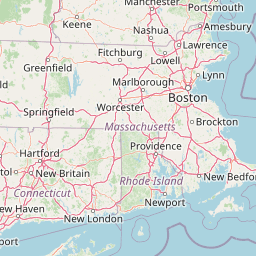 Portsmouth
Keene
Nashua
Amesbury
Fitchburg
Lowell
Lawrence
Greenfield
Marlborough
Lynn
Worcester
Boston
Springfield
Massachusetts
Brockton
Hartford
Providence
New Britain
New Bedford
Connecticut
Rhode Island
New Haven
New London
Newport
port